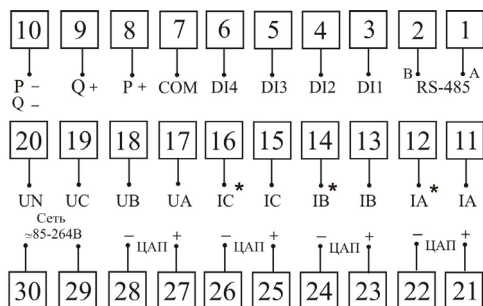 10 9 8 7 6 5 4 3 2 1
B A
P – Q + P + COM DI4 DI3 DI2 DI1 RS-485
Q –
20 19 18 17 16 15 14 13 12 11
UN UC UB UA IC* IC IB* IB IA* IA
Сеть
≃85-264В
– ЦАП + – ЦАП + – ЦАП + – ЦАП +
30 29 28 27 26 25 24 23 22 21